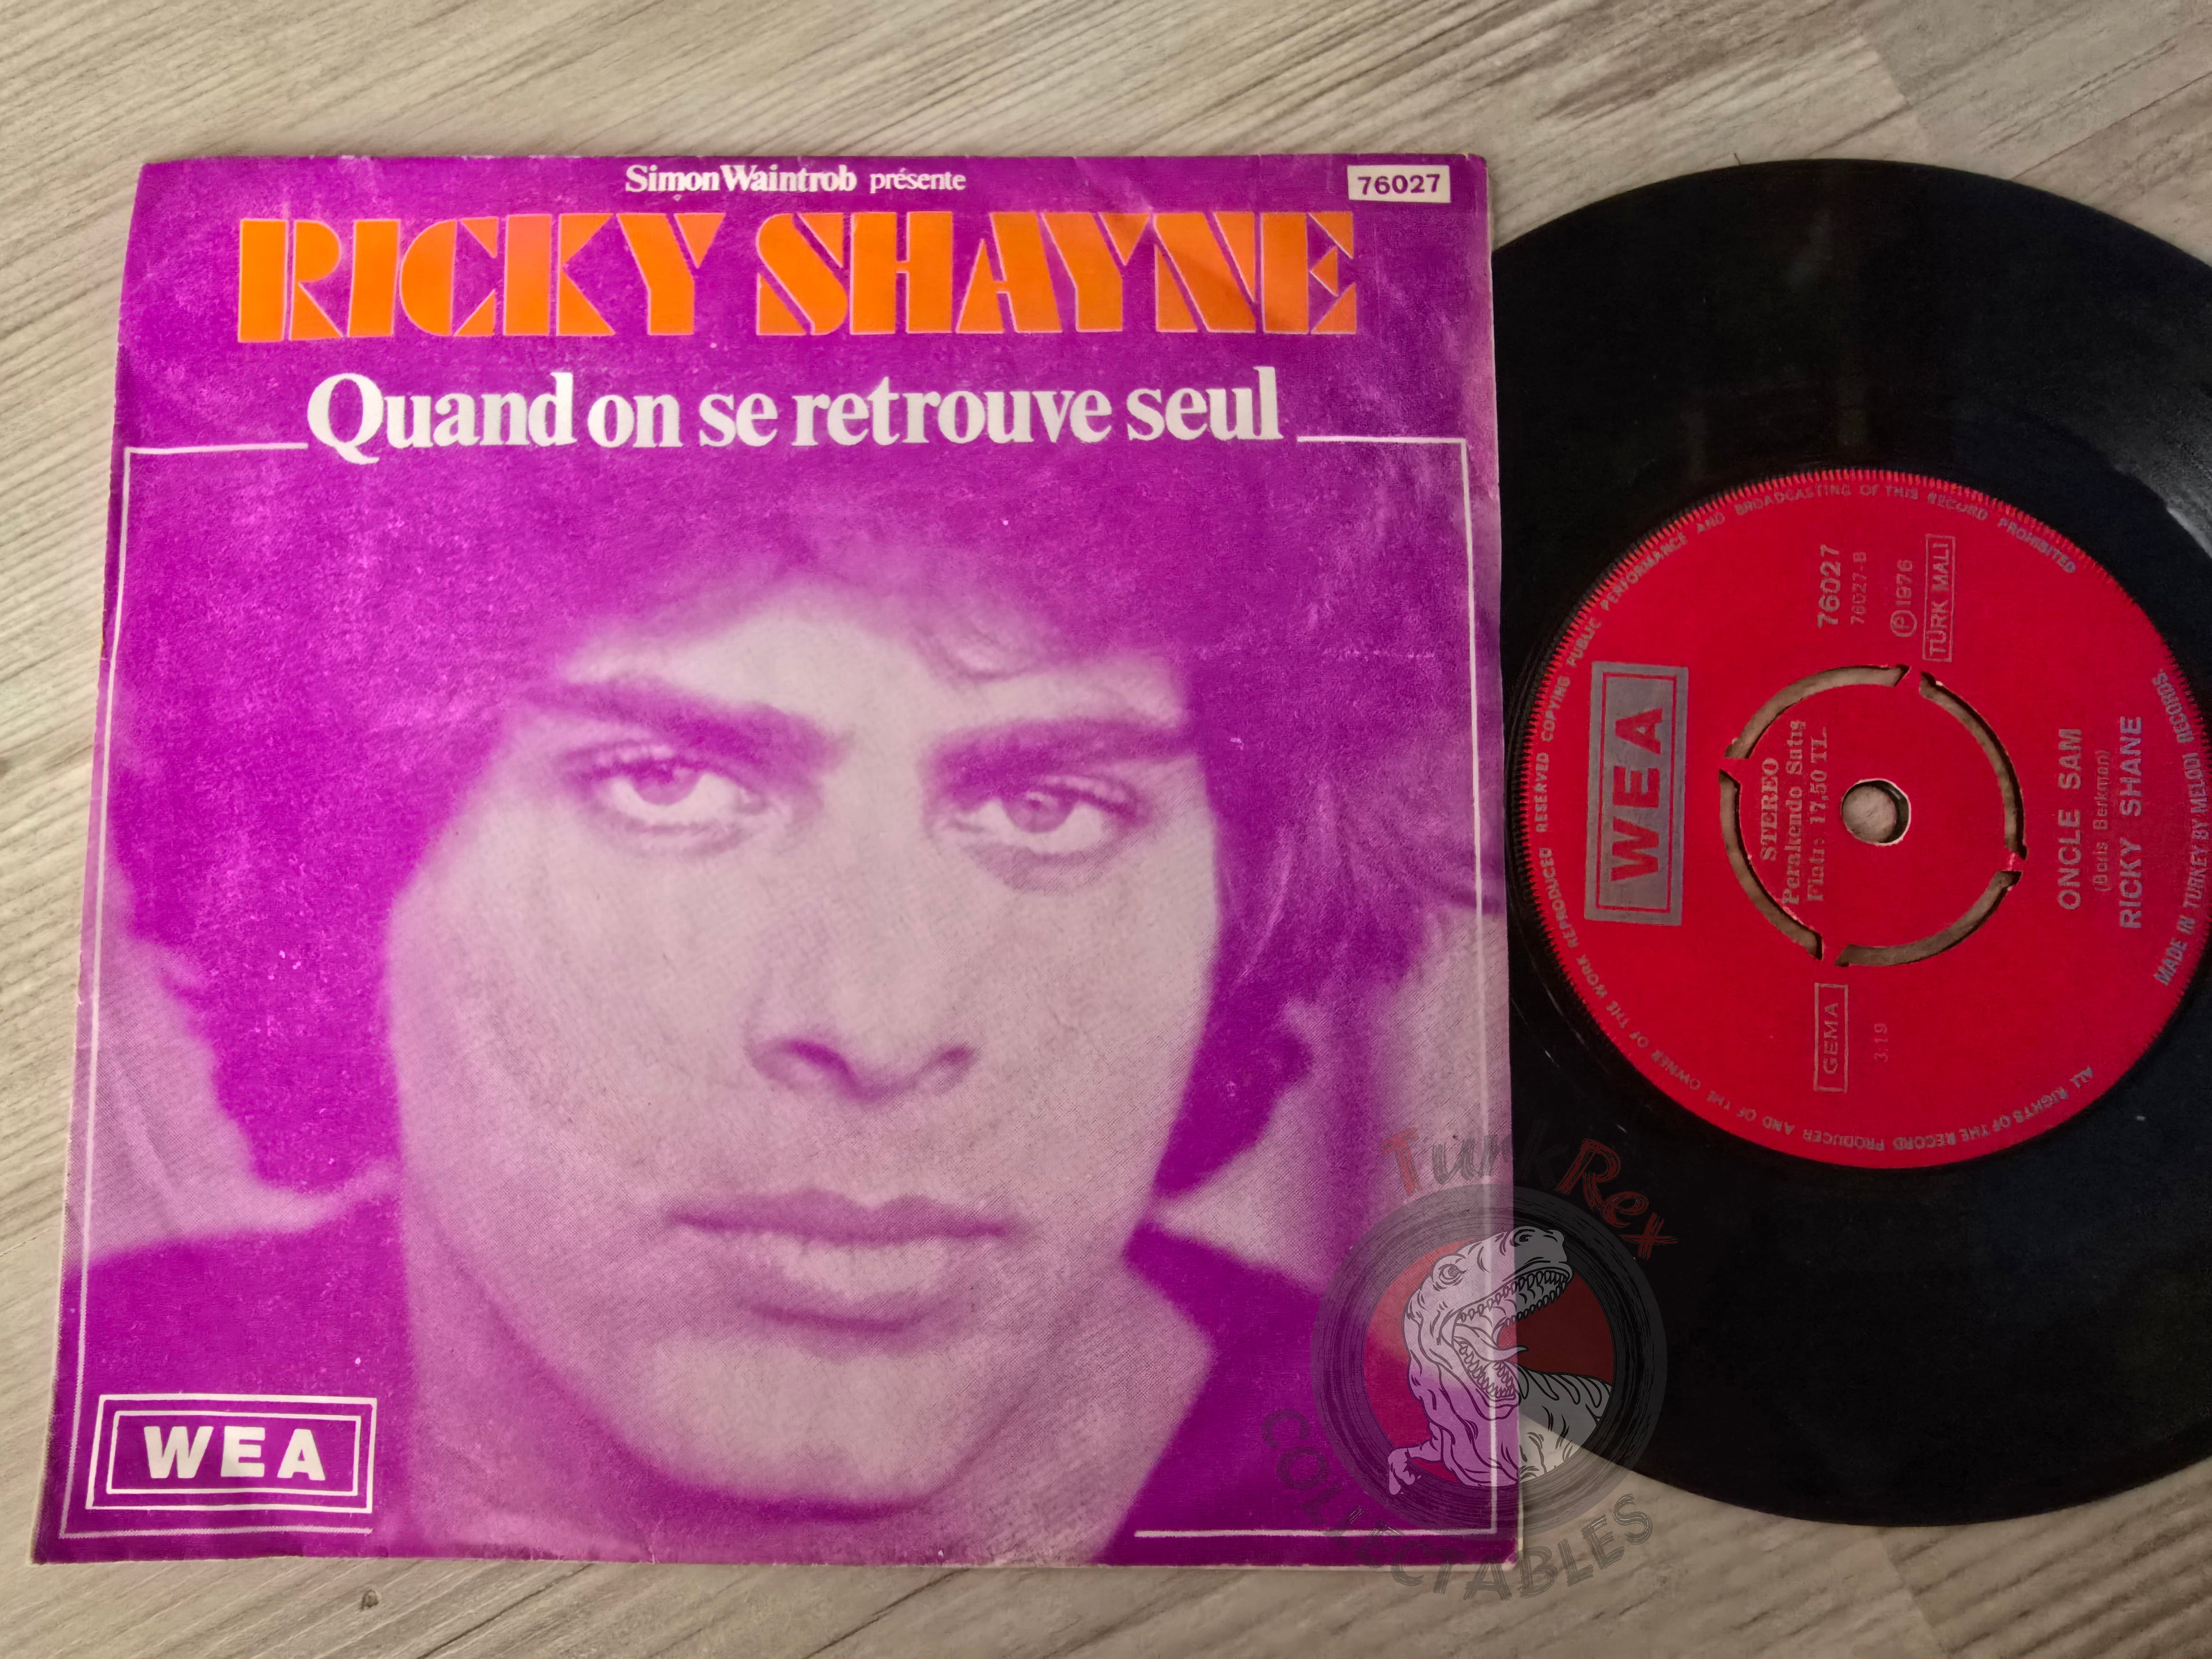 Simon Waintrob présente
76027
RICKY SHAYNE
Quand on se retrouve seul
WEA
WEA
STEREO
Perakende Satış
Fiatı: 17,50 TL.
76027
76027-B
Ⓟ 1976
TÜRK MALI
GEMA
3:19
ONCLE SAM
(Boris Berkman)
RICKY SHANE
MADE IN TURKEY BY MELODI RECORDS
ALL RIGHTS OF THE RECORD PRODUCER AND OF THE OWNER OF THE WORK REPRODUCED RESERVED COPYING PUBLIC PERFORMANCE AND BROADCASTING OF THIS RECORD PROHIBITED
TurkRex
COLLECTABLES